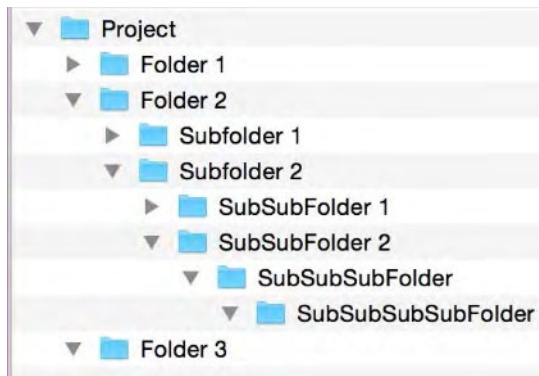 Project
Folder 1
Folder 2
Subfolder 1
Subfolder 2
SubSubFolder 1
SubSubFolder 2
SubSubSubFolder
SubSubSubSubFolder
Folder 3